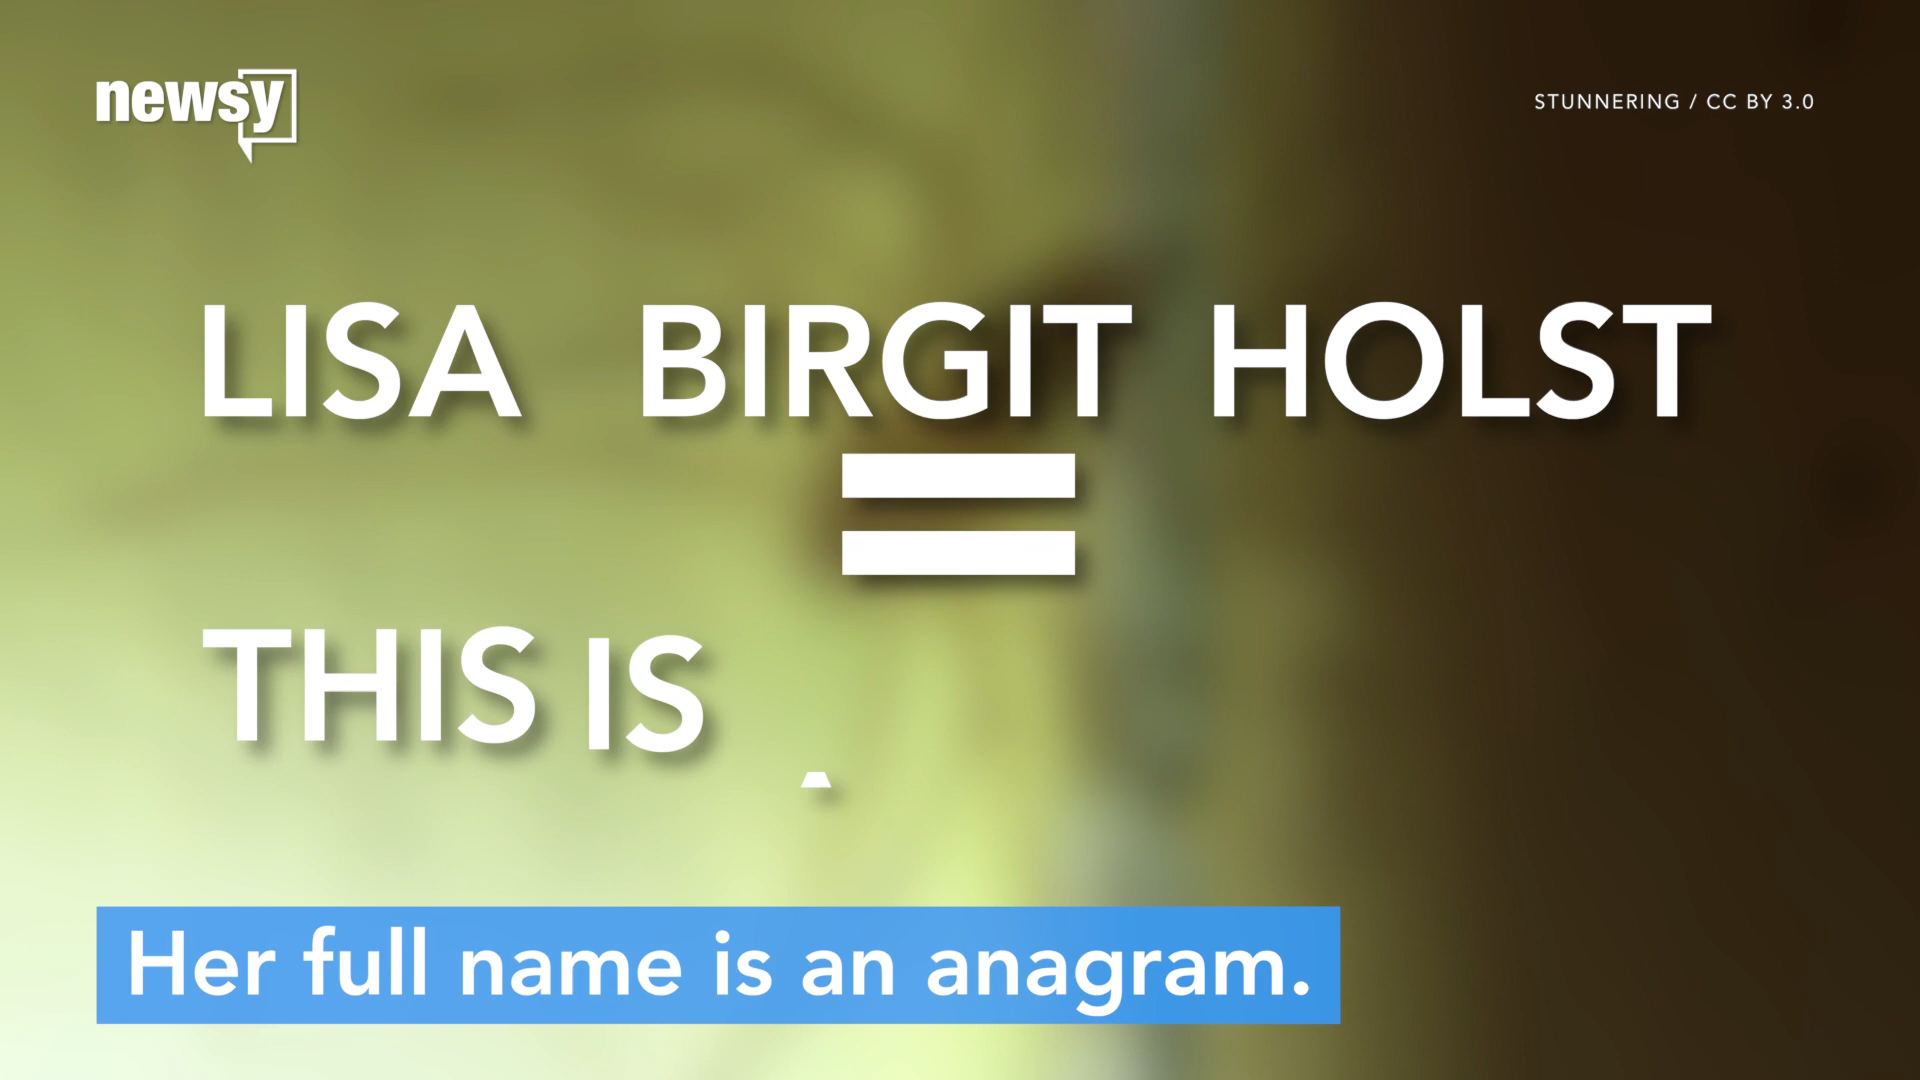 newsy
STUNNERING / CC BY 3.0
LISA BIRGIT HOLST
=
THIS IS
Her full name is an anagram.